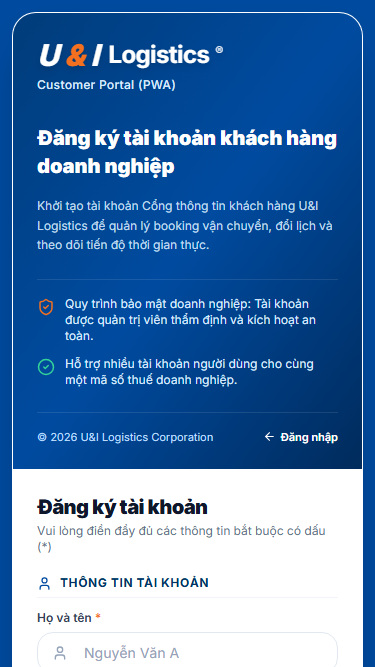 U & I Logistics ®
Customer Portal (PWA)
Đăng ký tài khoản khách hàng
doanh nghiệp
Khởi tạo tài khoản Cổng thông tin khách hàng U&I
Logistics để quản lý booking vận chuyển, đổi lịch và
theo dõi tiến độ thời gian thực.
Quy trình bảo mật doanh nghiệp: Tài khoản
được quản trị viên thẩm định và kích hoạt an
toàn.
Hỗ trợ nhiều tài khoản người dùng cho cùng
một mã số thuế doanh nghiệp.
© 2026 U&I Logistics Corporation
← Đăng nhập
Đăng ký tài khoản
Vui lòng điền đầy đủ các thông tin bắt buộc có dấu
(*)
THÔNG TIN TÀI KHOẢN
Họ và tên *
Nguyễn Văn A